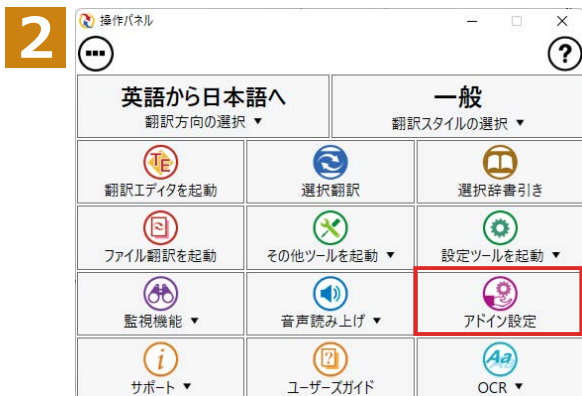 2
操作パネル
英語から日本語へ
翻訳方向の選択 ▼
一般
翻訳スタイルの選択 ▼
TE
翻訳エディタを起動
選択翻訳
選択辞書引き
ファイル翻訳を起動
その他ツールを起動 ▼
設定ツールを起動 ▼
監視機能 ▼
音声読み上げ ▼
アドイン設定
サポート ▼
ユーザーズガイド
Aa
OCR ▼